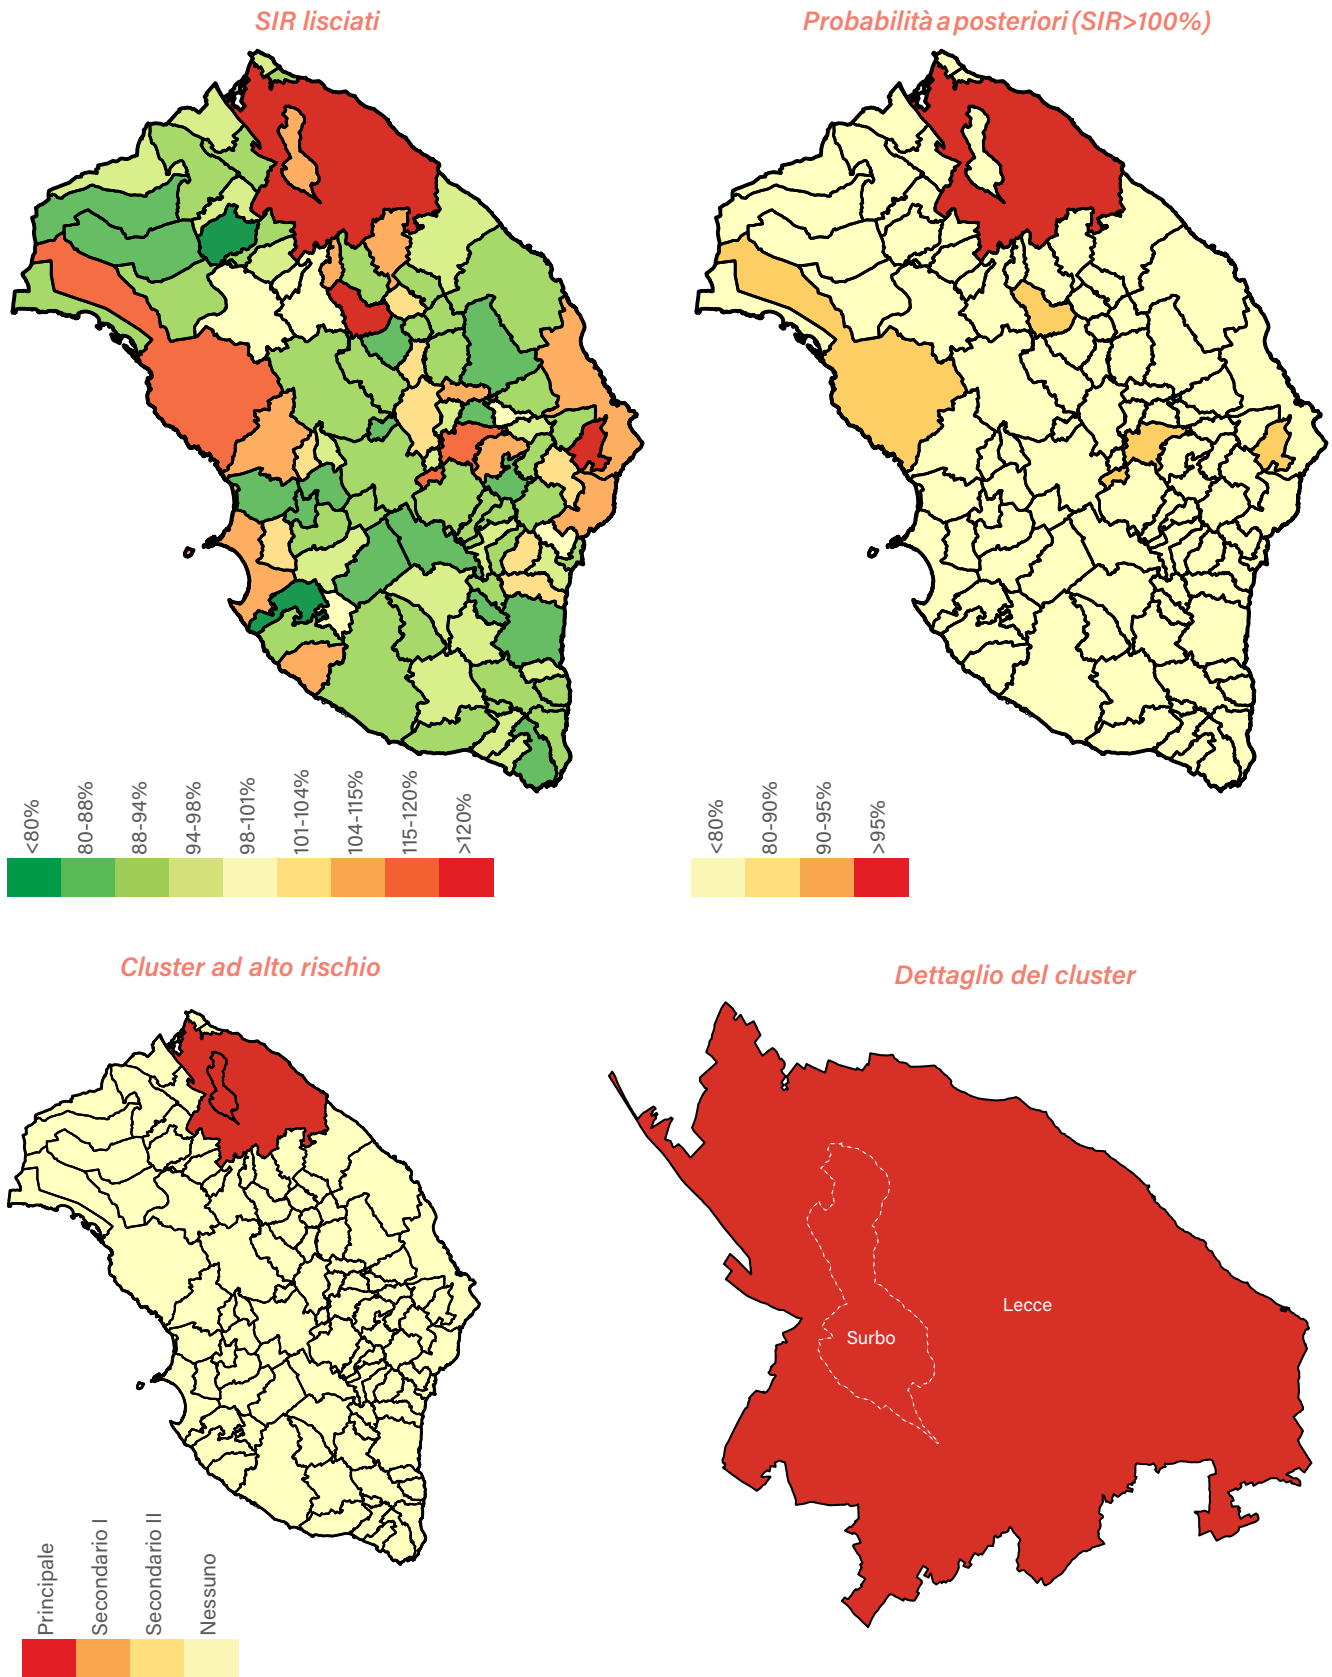 SIR lisciati
Probabilità a posteriori (SIR>100%)
<80%
80-88%
88-94%
94-98%
98-101%
101-104%
104-115%
115-120%
>120%
<80%
80-90%
90-95%
>95%
Cluster ad alto rischio
Dettaglio del cluster
Lecce
Surbo
Principale
Secondario I
Secondario II
Nessuno